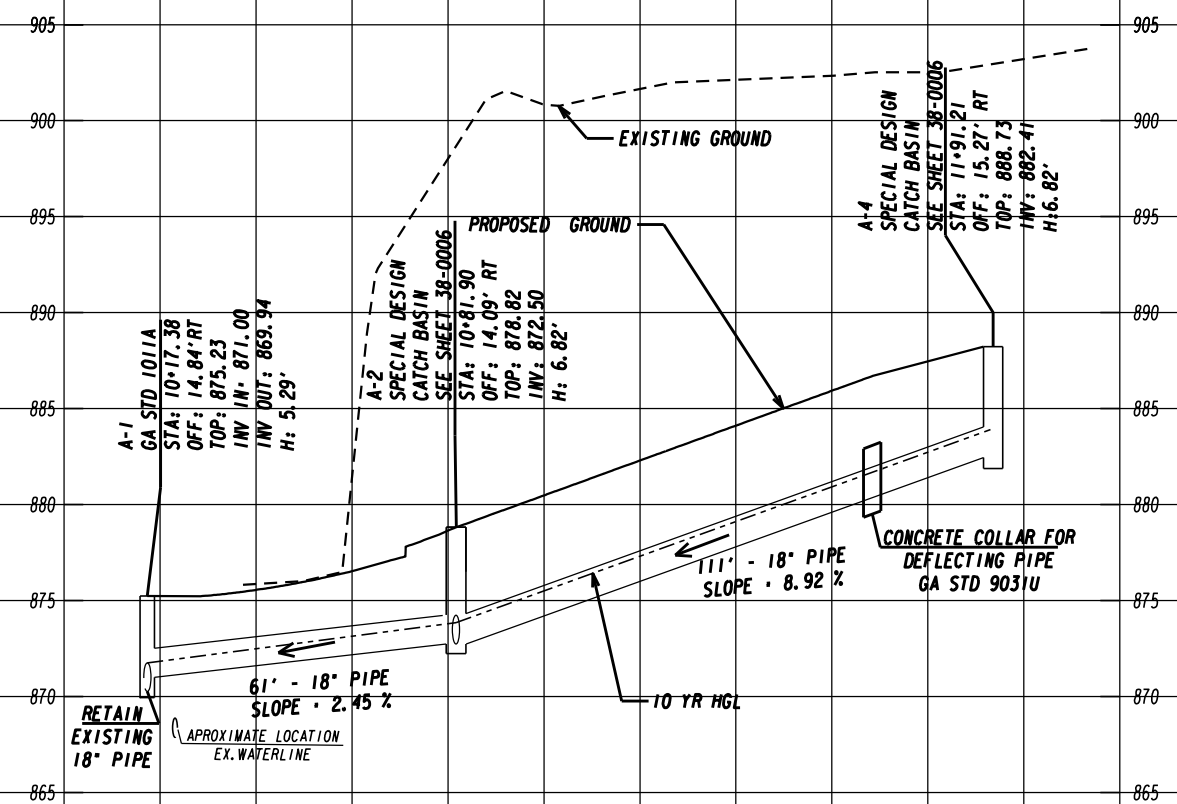 905
900
895
890
885
880
875
870
865
905
900
895
890
885
880
875
870
865
A-1
GA STD 1011A
STA: 10+17.38
OFF: 14.84' RT
TOP: 875.23
INV IN= 871.00
INV OUT: 869.94
H: 5.29'
A-2
SPECIAL DESIGN
CATCH BASIN
SEE SHEET 38-0006
STA: 10+81.90
OFF: 14.09' RT
TOP: 878.82
INV: 872.50
H: 6.82'
A-4
SPECIAL DESIGN
CATCH BASIN
SEE SHEET 38-0006
STA: 11+91.21
OFF: 15.27' RT
TOP: 888.73
INV: 882.41
H:6.82'
EXISTING GROUND
PROPOSED GROUND
CONCRETE COLLAR FOR
DEFLECTING PIPE
GA STD 9031U
111' - 18" PIPE
SLOPE = 8.92 %
61' - 18" PIPE
SLOPE = 2.45 %
10 YR HGL
RETAIN
EXISTING
18" PIPE
APROXIMATE LOCATION
EX.WATERLINE